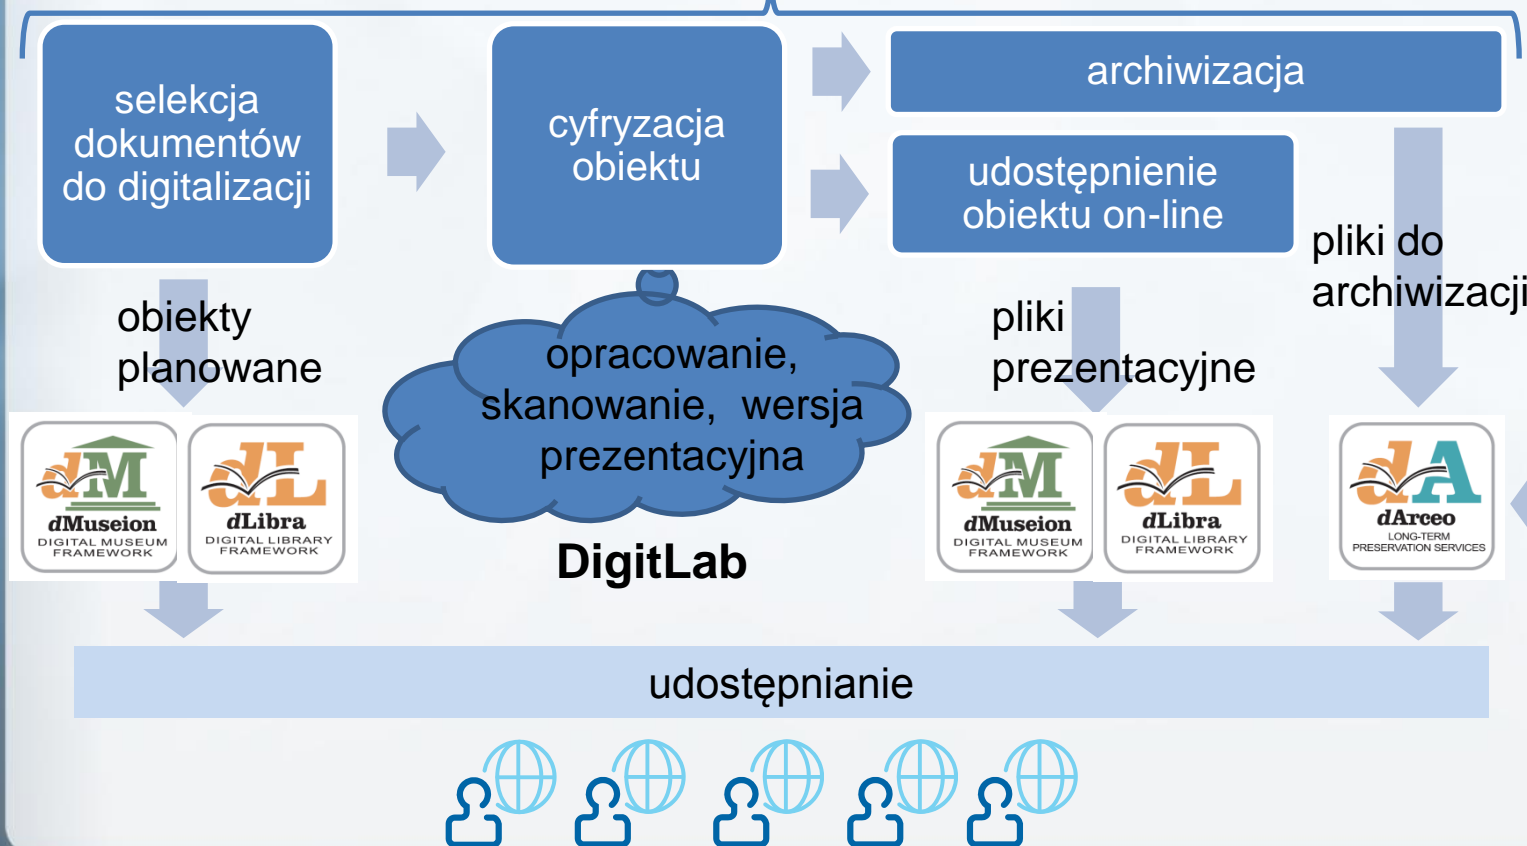 selekcja
dokumentów
do digitalizacji
cyfryzacja
obiektu
archiwizacja
udostępnienie
obiektu on-line
pliki do
archiwizacji
obiekty
planowane
opracowanie,
skanowanie, wersja
prezentacyjna
pliki
prezentacyjne
dM
dMuseion
DIGITAL MUSEUM
FRAMEWORK
dL
dLibra
DIGITAL LIBRARY
FRAMEWORK
DigitLab
dM
dMuseion
DIGITAL MUSEUM
FRAMEWORK
dL
dLibra
DIGITAL LIBRARY
FRAMEWORK
dA
dArceo
LONG-TERM
PRESERVATION SERVICES
udostępnianie